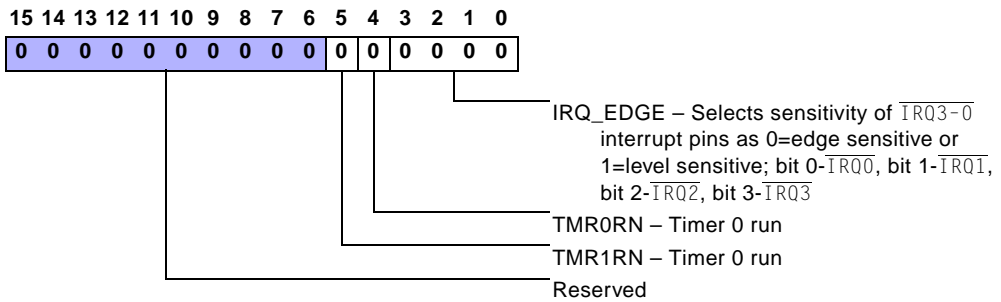 15 14 13 12 11 10 9 8 7 6 5 4 3 2 1 0
0 0 0 0 0 0 0 0 0 0 0 0 0 0 0 0
IRQ_EDGE – Selects sensitivity of IRQ3-0
interrupt pins as 0=edge sensitive or
1=level sensitive; bit 0-IRQ0, bit 1-IRQ1,
bit 2-IRQ2, bit 3-IRQ3
TMR0RN – Timer 0 run
TMR1RN – Timer 0 run
Reserved